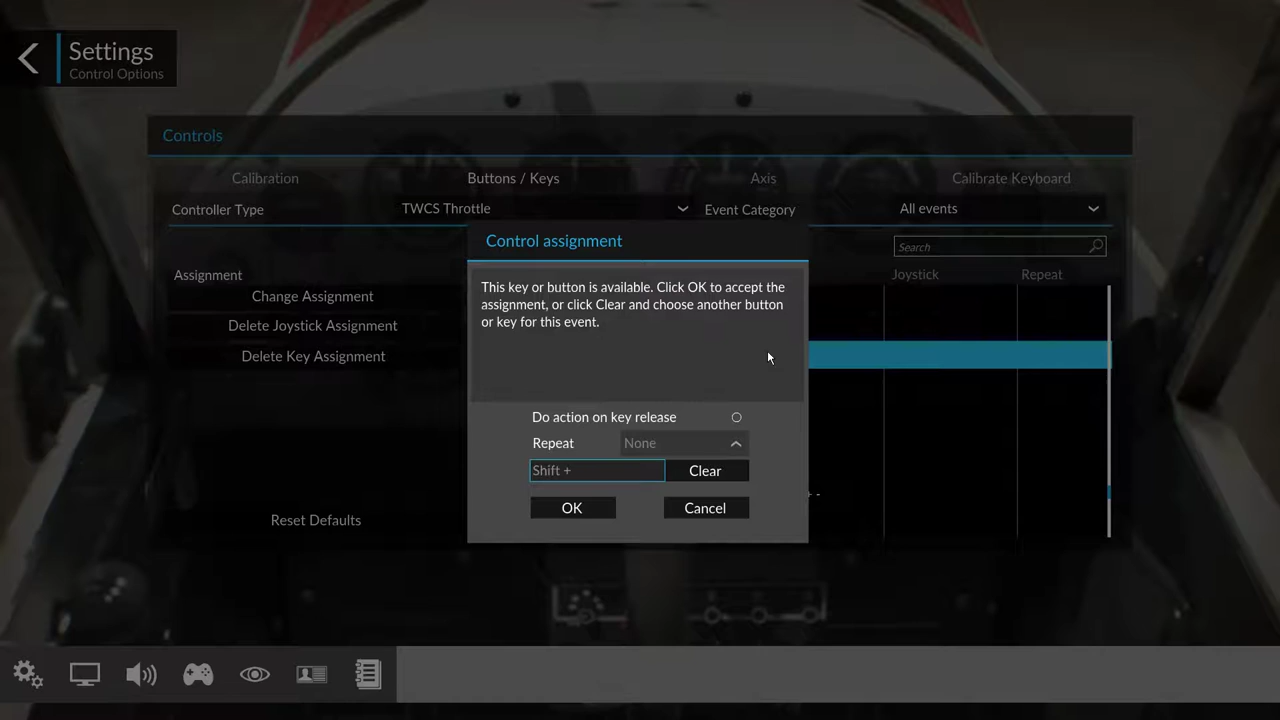 Settings
Control Options
Controls
Calibration Buttons / Keys Axis Calibrate Keyboard
Controller Type TWCS Throttle Event Category All events
Control assignment
Search
Assignment Joystick Repeat
This key or button is available. Click OK to accept the
assignment, or click Clear and choose another button
or key for this event.
Change Assignment
Delete Joystick Assignment
Delete Key Assignment
Do action on key release
Repeat None
Shift + Clear
+ -
OK Cancel
Reset Defaults